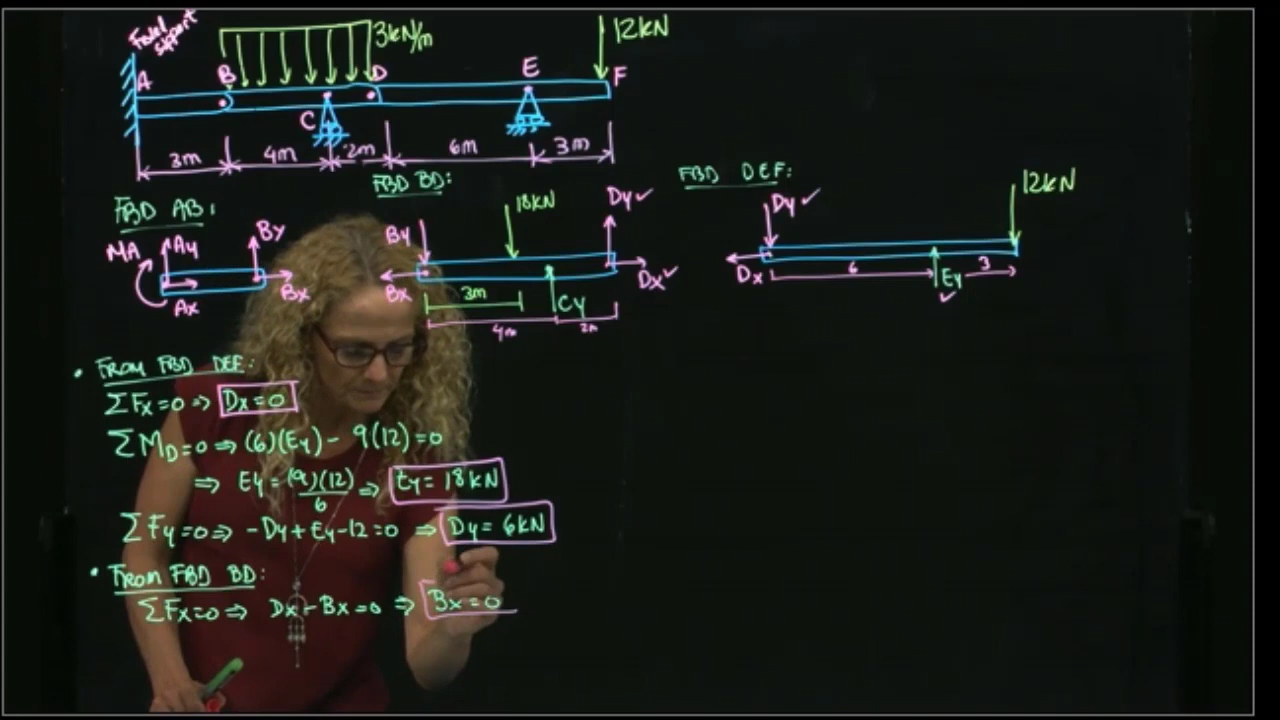 Fixed support
3kN/m
12kN
A B D E F
C
3m 4m 2m 6m 3m
FBD AB:
MA Ay By
Ax Bx
FBD BD:
By 18kN Dy ✓
Bx 3m Cy Dx ✓
4m 2m
FBD DEF:
Dy ✓ 12kN
Dx 6 Ey ✓ 3
• FROM FBD DEF:
ΣFx=0 ⇒ Dx=0
ΣMD=0 ⇒ (6)(Ey) - 9(12)=0
⇒ Ey = (9)(12)/6 ⇒ Ey = 18kN
ΣFy=0 ⇒ -Dy+Ey-12=0 ⇒ Dy = 6kN
• FROM FBD BD:
ΣFx=0 ⇒ Dx-Bx=0 ⇒ Bx=0